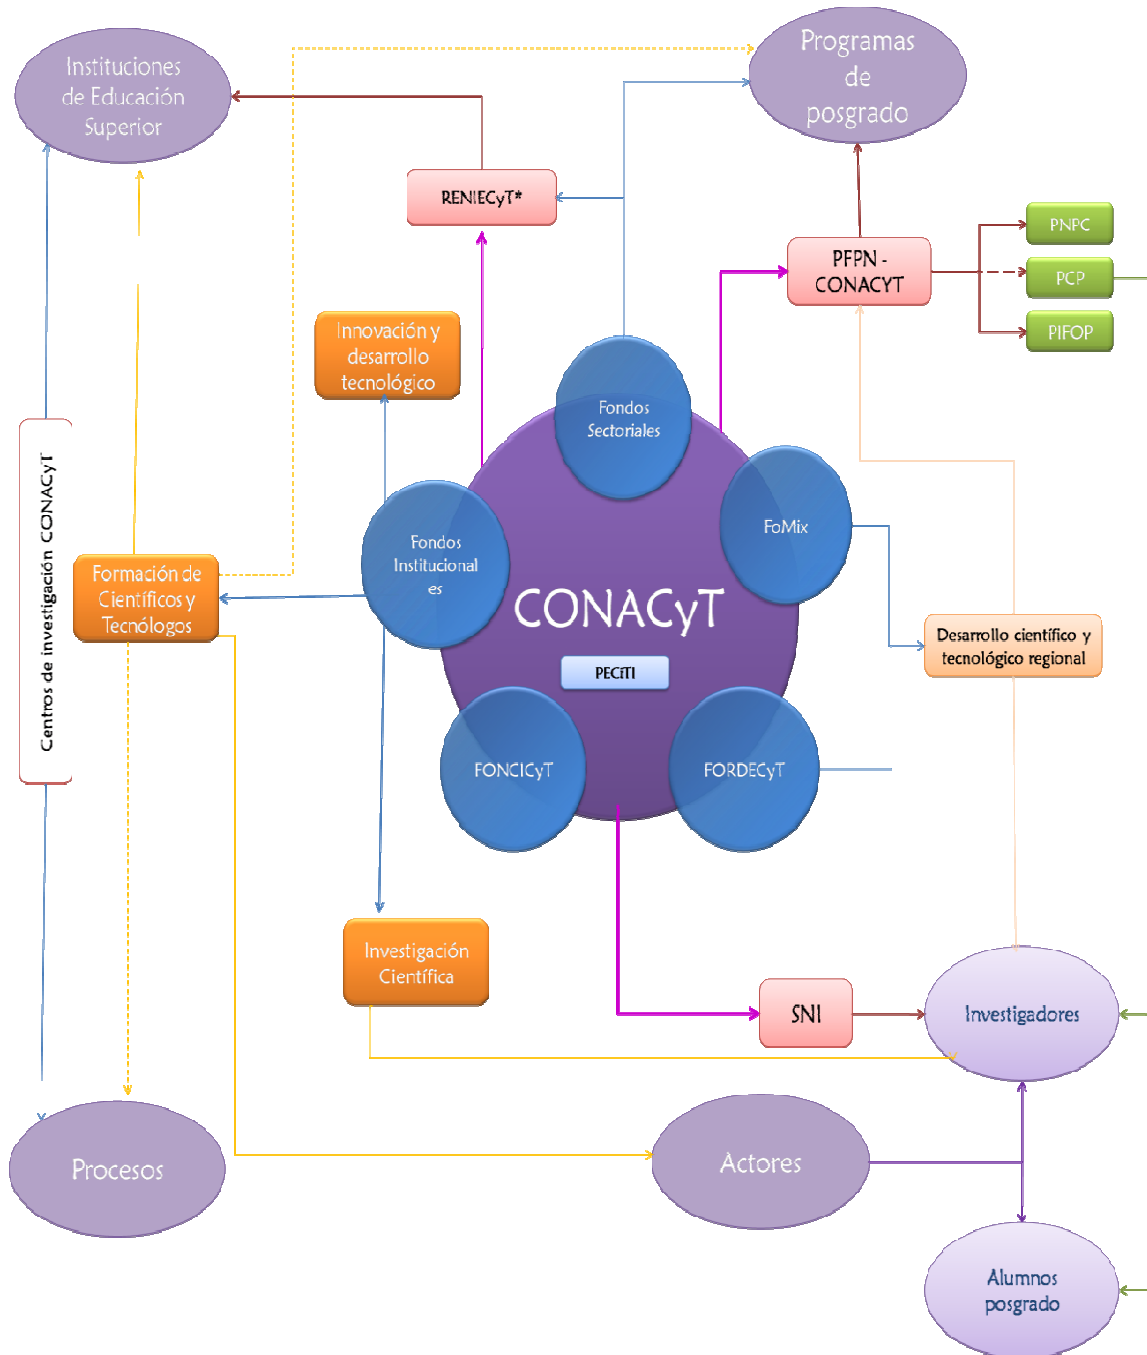 Instituciones
de Educación
Superior
Programas
de
posgrado
RENIECyT*
PFPN -
CONACYT
PNPC
PCP
PIFOP
Innovación y
desarrollo
tecnológico
Fondos
Sectoriales
FoMix
Fondos
Institucional
es
CONACyT
PECiTI
Centros de investigación CONACyT
Formación de
Científicos y
Tecnólogos
Desarrollo científico y
tecnológico regional
FONCICyT
FORDECyT
Investigación
Científica
SNI
Investigadores
Procesos
Actores
Alumnos
posgrado